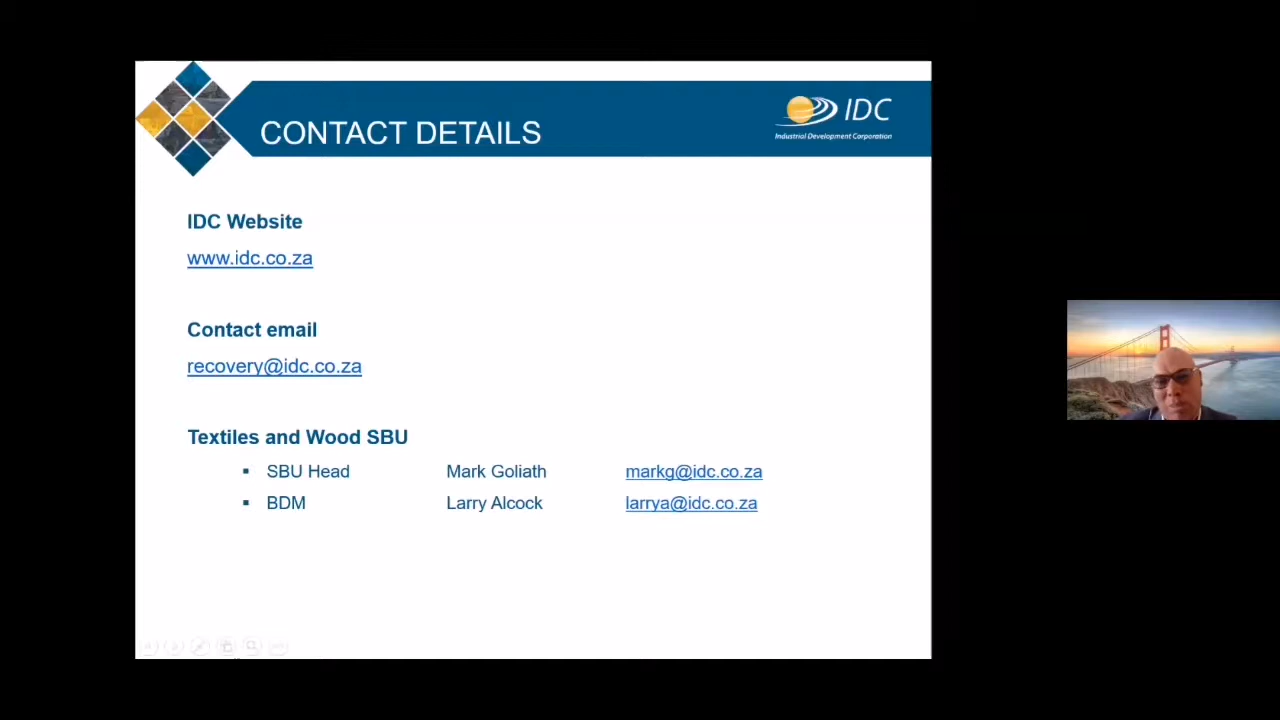 CONTACT DETAILS
IDC
Industrial Development Corporation
IDC Website
www.idc.co.za
Contact email
recovery@idc.co.za
Textiles and Wood SBU
▪ SBU Head Mark Goliath markg@idc.co.za
▪ BDM Larry Alcock larrya@idc.co.za